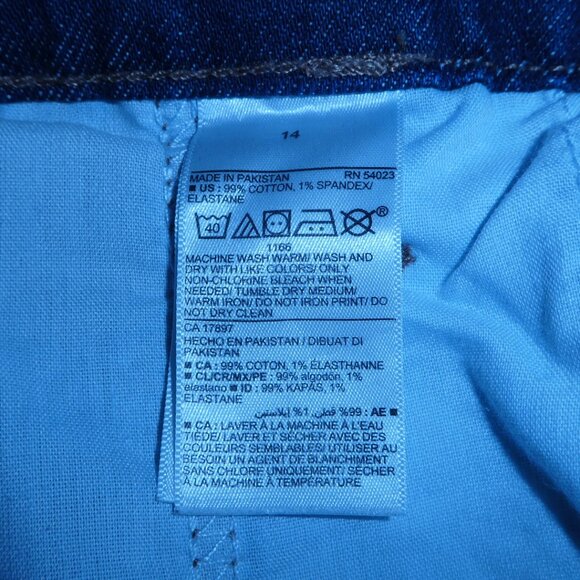 14
MADE IN PAKISTAN RN 54023
■ US : 99% COTTON, 1% SPANDEX/
ELASTANE
40 ®
1166
MACHINE WASH WARM/ WASH AND
DRY WITH LIKE COLORS/ ONLY
NON-CHLORINE BLEACH WHEN
NEEDED/ TUMBLE DRY MEDIUM/
WARM IRON/ DO NOT IRON PRINT/ DO
NOT DRY CLEAN
CA 17897
HECHO EN PAKISTAN / DIBUAT DI
PAKISTAN
■ CA : 99% COTON, 1% ÉLASTHANNE
■ CL/CR/MX/PE : 99% algodón, 1%
elastano ■ ID : 99% KAPAS, 1%
ELASTANE
■ AE : 99% قطن, 1% إيلاستين
■ CA : LAVER À LA MACHINE À L'EAU
TIÈDE/ LAVER ET SÉCHER AVEC DES
COULEURS SEMBLABLES/ UTILISER AU
BESOIN UN AGENT DE BLANCHIMENT
SANS CHLORE UNIQUEMENT/ SÉCHER
À LA MACHINE À TEMPÉRATURE